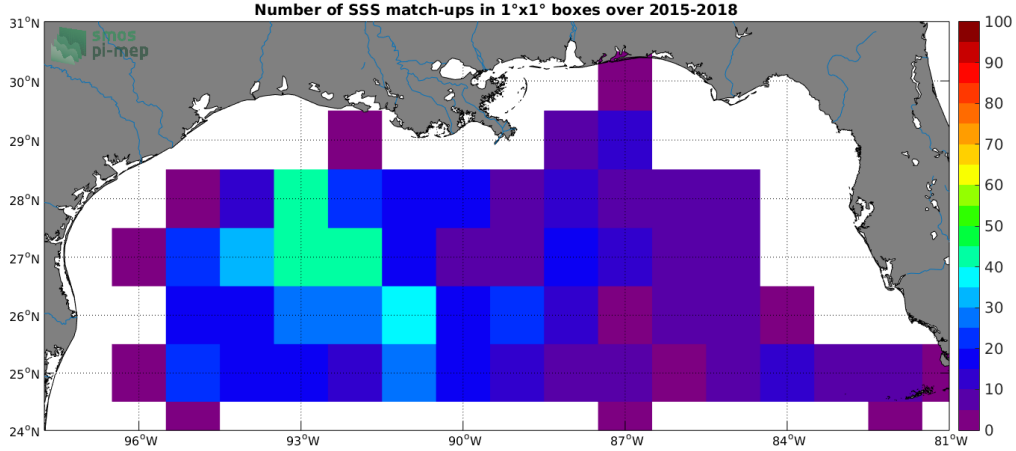 Number of SSS match-ups in 1°x1° boxes over 2015-2018
smos
pi-mep
31°N
30°N
29°N
28°N
27°N
26°N
25°N
24°N
96°W
93°W
90°W
87°W
84°W
81°W
100
90
80
70
60
50
40
30
20
10
0